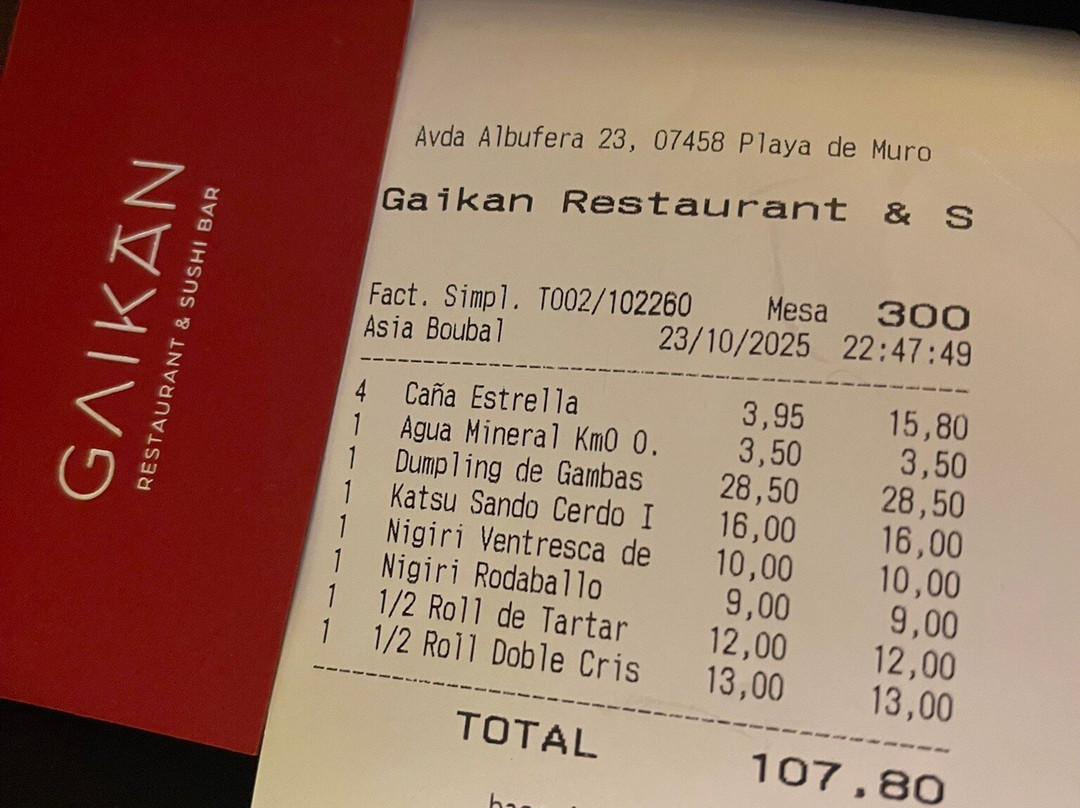 GAIKAN
RESTAURANT & SUSHI BAR
Avda Albufera 23, 07458 Playa de Muro
Gaikan Restaurant & S
Fact. Simpl. T002/102260 Mesa 300
Asia Boubal 23/10/2025 22:47:49
4 Caña Estrella 3,95 15,80
1 Agua Mineral Km0 0. 3,50 3,50
1 Dumpling de Gambas 28,50 28,50
1 Katsu Sando Cerdo I 16,00 16,00
1 Nigiri Ventresca de 10,00 10,00
1 Nigiri Rodaballo 9,00 9,00
1 1/2 Roll de Tartar 12,00 12,00
1 1/2 Roll Doble Cris 13,00 13,00
TOTAL 107.80